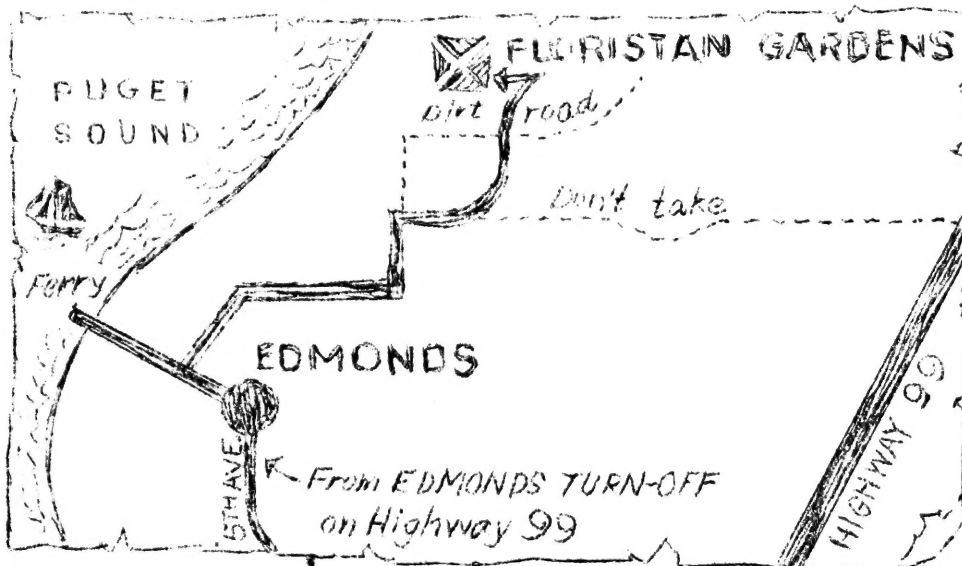 FLORISTAN GARDENS
PUGET
SOUND
Dirt road
Don't take
Ferry
EDMONDS
HIGHWAY 99
5TH AVE.
From EDMONDS TURN-OFF
on Highway 99